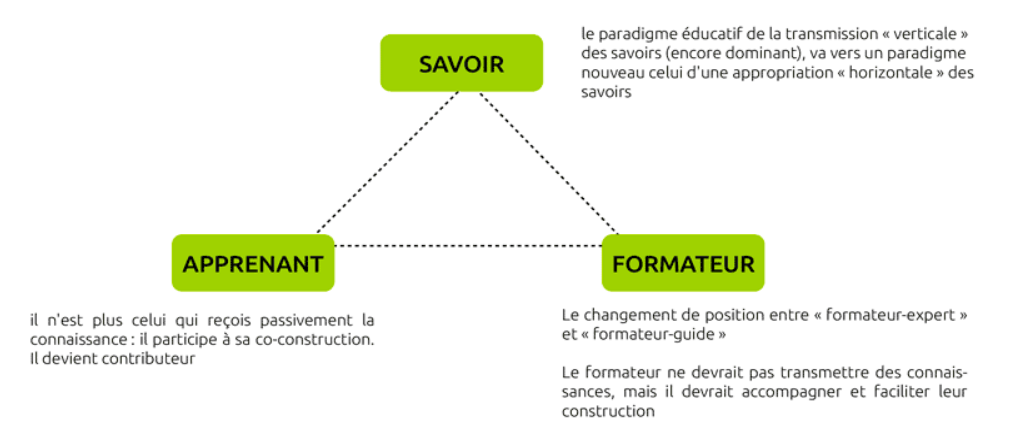 SAVOIR
le paradigme éducatif de la transmission « verticale »
des savoirs (encore dominant), va vers un paradigme
nouveau celui d'une appropriation « horizontale » des
savoirs
APPRENANT
FORMATEUR
il n'est plus celui qui reçois passivement la
connaissance : il participe à sa co-construction.
Il devient contributeur
Le changement de position entre « formateur-expert »
et « formateur-guide »
Le formateur ne devrait pas transmettre des connais-
sances, mais il devrait accompagner et faciliter leur
construction